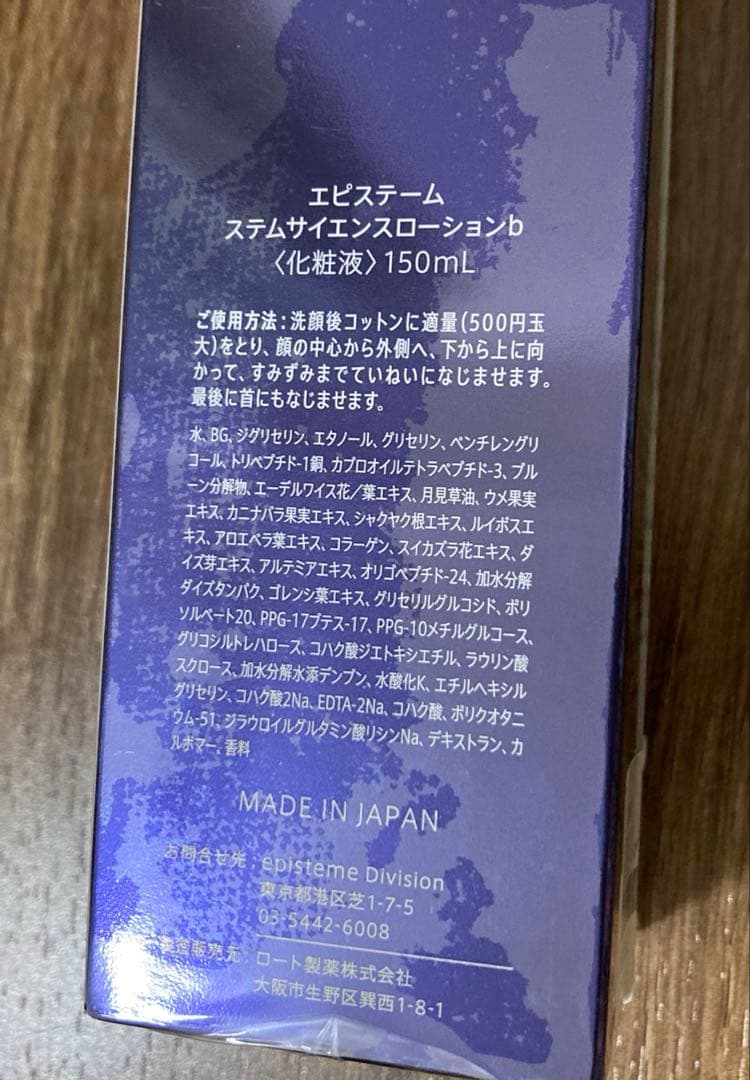 エピステーム
ステムサイエンスローションb
〈化粧液〉150mL
ご使用方法:洗顔後コットンに適量(500円玉
大)をとり、顔の中心から外側へ、下から上に向
かって、すみずみまでていねいになじませます。
最後に首にもなじませます。
水、BG、ジグリセリン、エタノール、グリセリン、ペンチレングリ
コール、トリペプチド-1銅、カプロオイルテトラペプチド-3、プル
ーン分解物、エーデルワイス花/葉エキス、月見草油、ウメ果実
エキス、カニナバラ果実エキス、シャクヤク根エキス、ルイボスエ
キス、アロエベラ葉エキス、コラーゲン、スイカズラ花エキス、ダ
イズ芽エキス、アルテミアエキス、オリゴペプチド-24、加水分解
ダイズタンパク、ゴレンシ葉エキス、グリセリルグルコシド、ポリ
ソルベート20、PPG-17ブテス-17、PPG-10メチルグルコース、
グリコシルトレハロース、コハク酸ジエトキシエチル、ラウリン酸
スクロース、加水分解水添デンプン、水酸化K、エチルヘキシル
グリセリン、コハク酸2Na、EDTA-2Na、コハク酸、ポリクオタニ
ウム-51、ジラウロイルグルタミン酸リシンNa、デキストラン、カ
ルボマー、香料
MADE IN JAPAN
お問合せ先:episteme Division
東京都港区芝1-7-5
03-5442-6008
製造販売元:ロート製薬株式会社
大阪市生野区巽西1-8-1